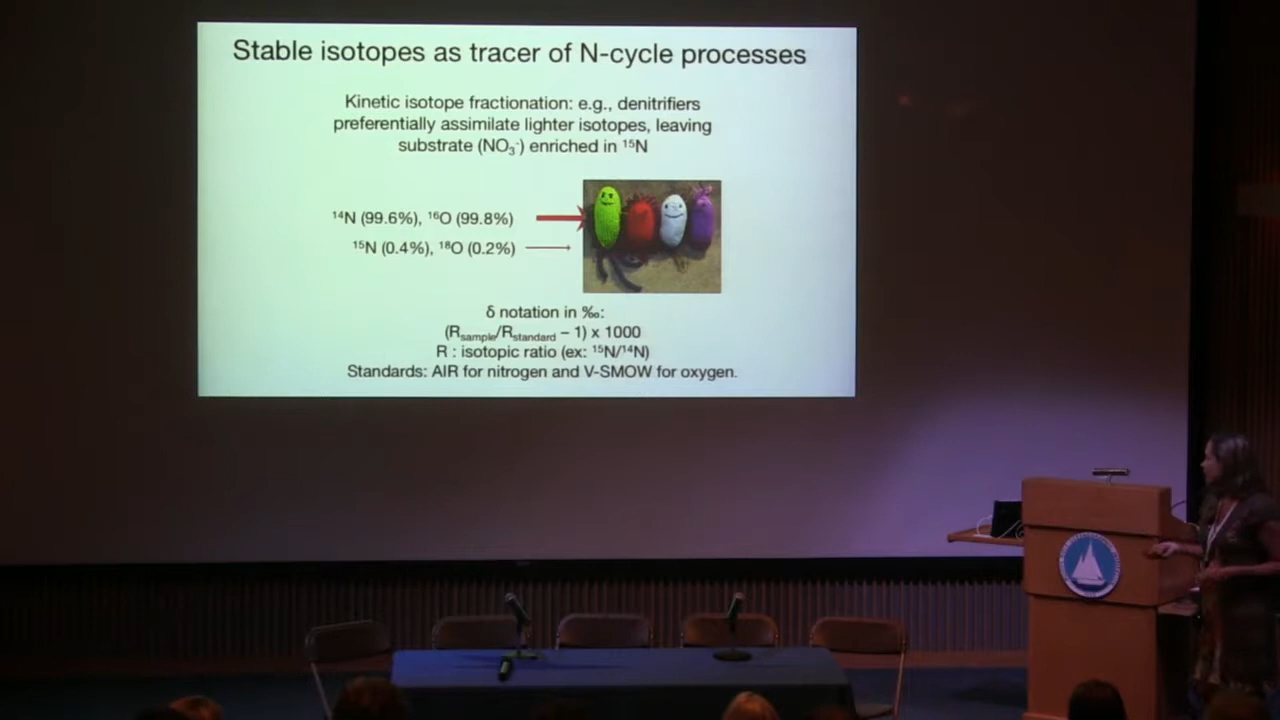 Stable isotopes as tracer of N-cycle processes
Kinetic isotope fractionation: e.g., denitrifiers
preferentially assimilate lighter isotopes, leaving
substrate (NO₃⁻) enriched in ¹⁵N
¹⁴N (99.6%), ¹⁶O (99.8%)
¹⁵N (0.4%), ¹⁸O (0.2%)
δ notation in ‰:
(Rsample/Rstandard – 1) x 1000
R : isotopic ratio (ex: ¹⁵N/¹⁴N)
Standards: AIR for nitrogen and V-SMOW for oxygen.